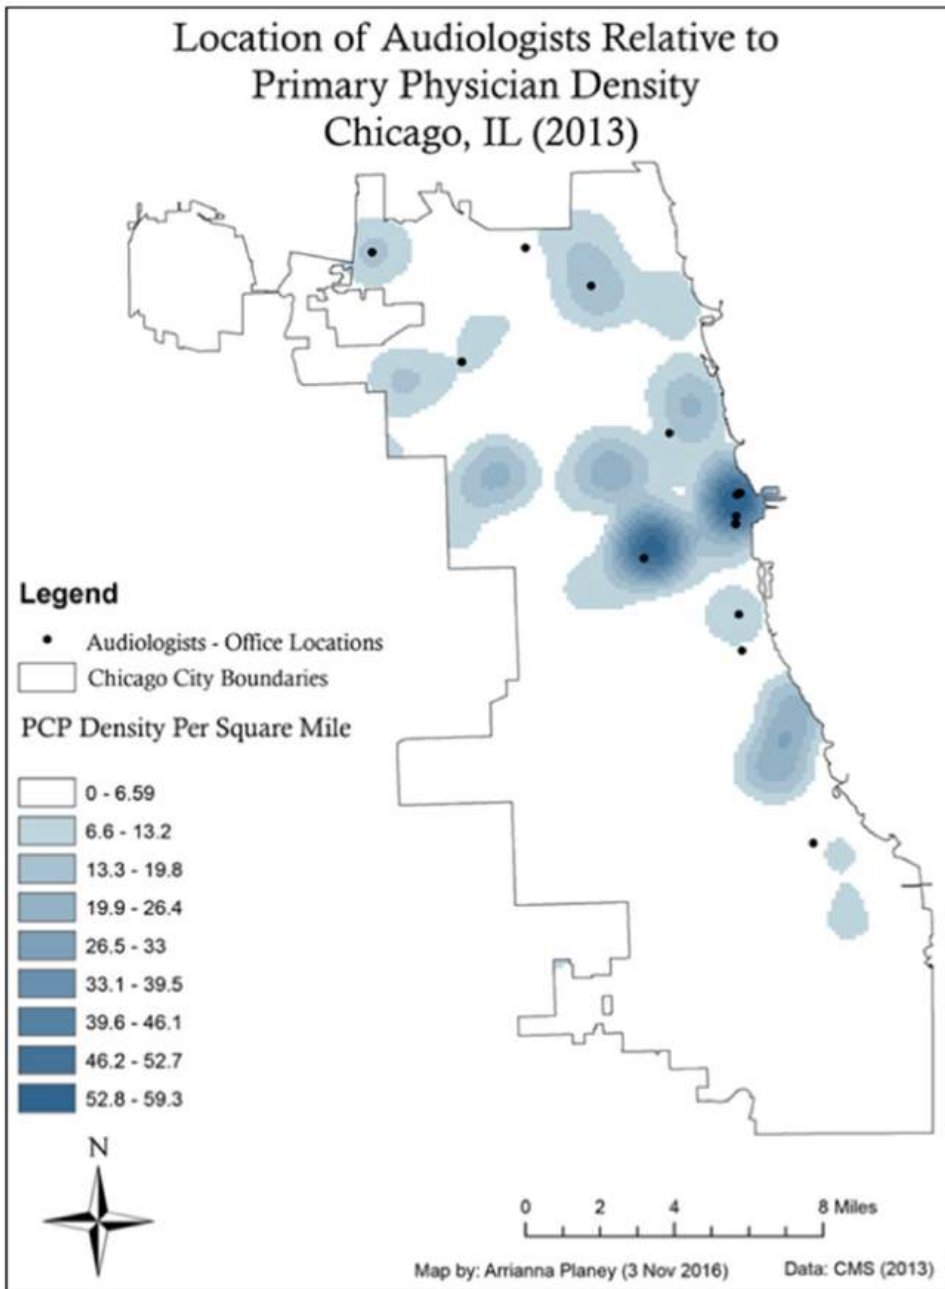 Location of Audiologists Relative to
Primary Physician Density
Chicago, IL (2013)
Legend
Audiologists - Office Locations
Chicago City Boundaries
PCP Density Per Square Mile
0 - 6.59
6.6 - 13.2
13.3 - 19.8
19.9 - 26.4
26.5 - 33
33.1 - 39.5
39.6 - 46.1
46.2 - 52.7
52.8 - 59.3
N
0 2 4 8 Miles
Map by: Arrianna Planey (3 Nov 2016) Data: CMS (2013)